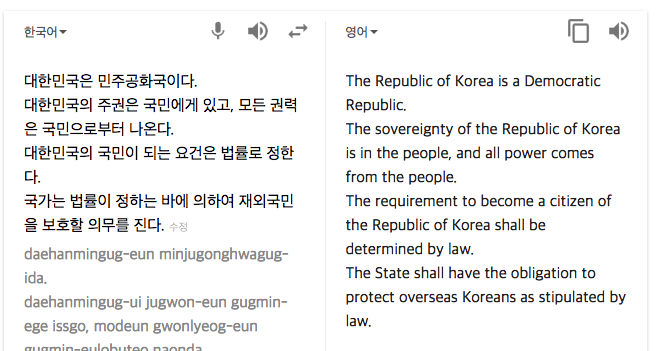 한국어
영어
대한민국은 민주공화국이다.
대한민국의 주권은 국민에게 있고, 모든 권력
은 국민으로부터 나온다.
대한민국의 국민이 되는 요건은 법률로 정한
다.
국가는 법률이 정하는 바에 의하여 재외국민
을 보호할 의무를 진다. 수정
daehanmingug-eun minjugonghwagug-
ida.
daehanmingug-ui jugwon-eun gugmin-
ege issgo, modeun gwonlyeog-eun
gugmin-eulobuteo naonda.
The Republic of Korea is a Democratic
Republic.
The sovereignty of the Republic of Korea
is in the people, and all power comes
from the people.
The requirement to become a citizen of
the Republic of Korea shall be
determined by law.
The State shall have the obligation to
protect overseas Koreans as stipulated by
law.